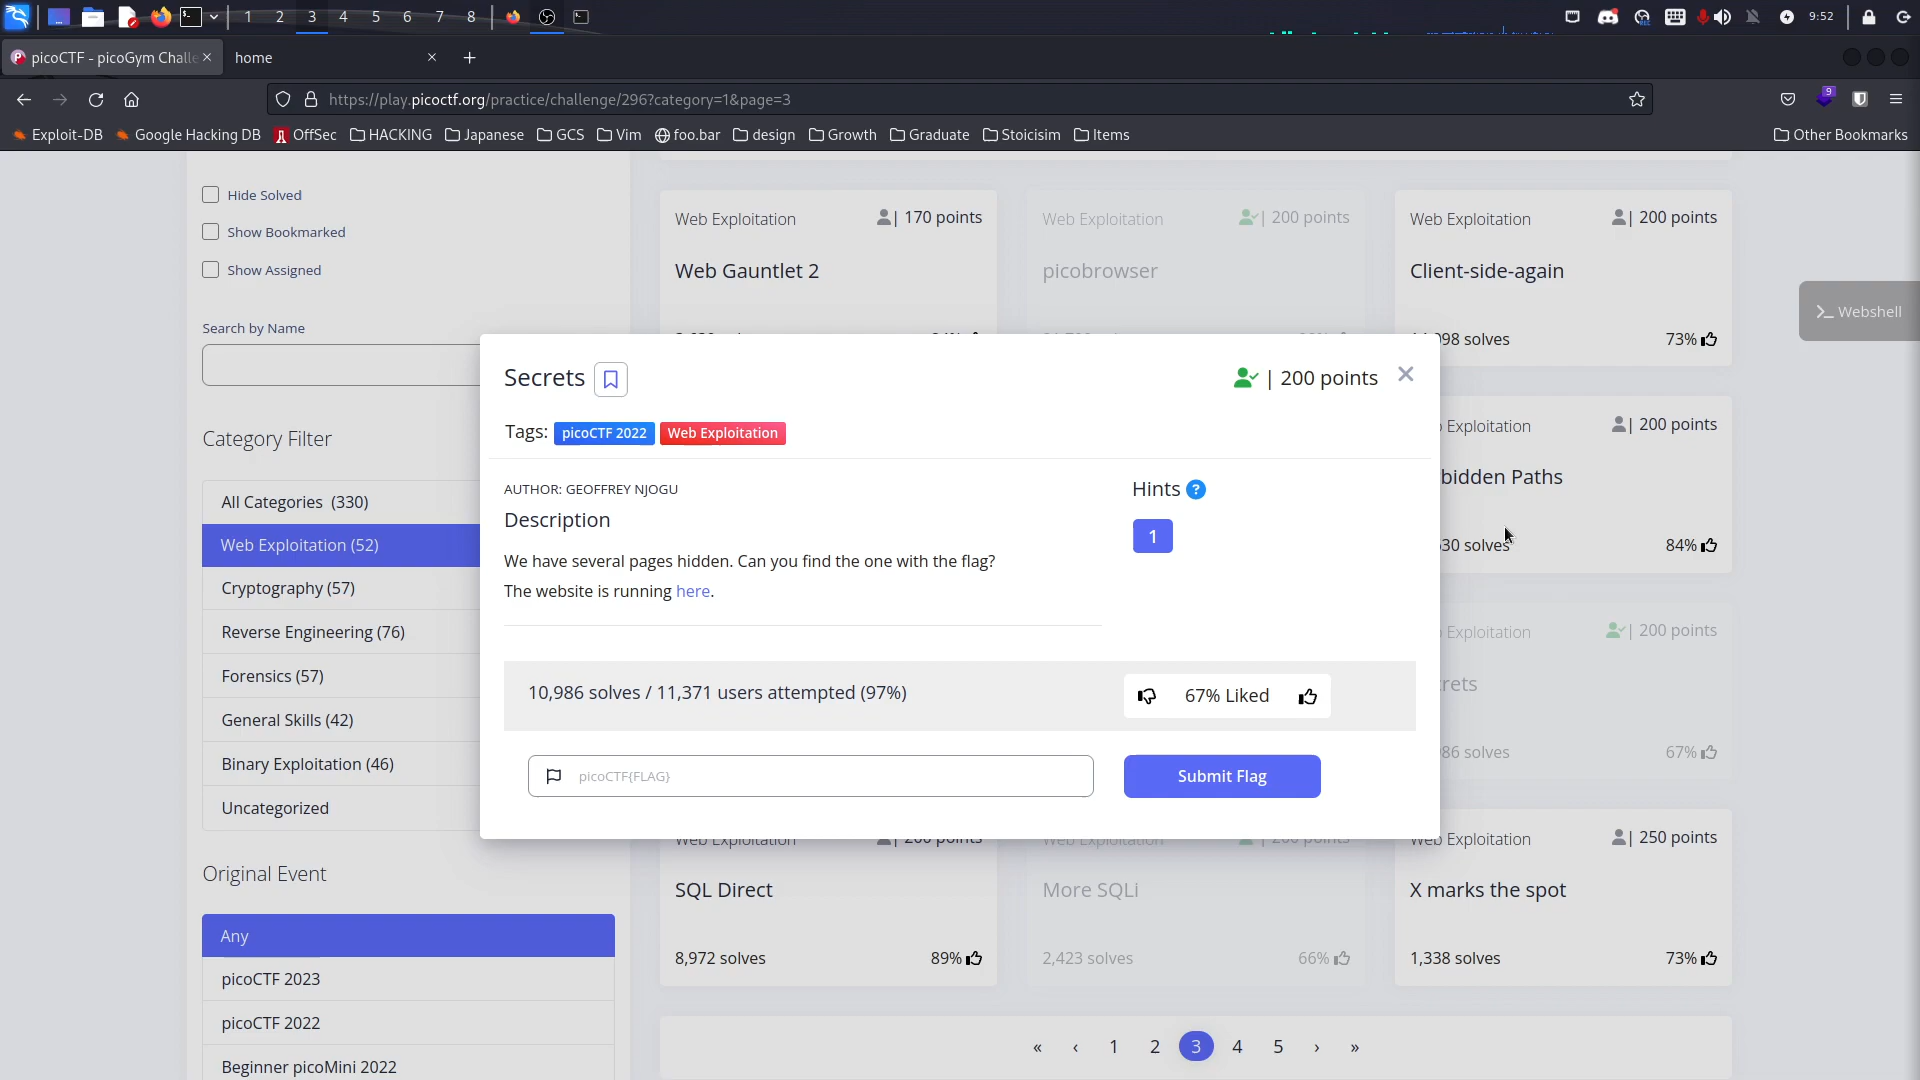 1 2 3 4 5 6 7 8
9:52
picoCTF - picoGym Challe
home
https://play.picoctf.org/practice/challenge/296?category=1&page=3
9
Exploit-DB Google Hacking DB OffSec HACKING Japanese GCS Vim foo.bar design Growth Graduate Stoicisim Items Other Bookmarks
Hide Solved
Show Bookmarked
Show Assigned
Search by Name
Category Filter
All Categories (330)
Web Exploitation (52)
Cryptography (57)
Reverse Engineering (76)
Forensics (57)
General Skills (42)
Binary Exploitation (46)
Uncategorized
Original Event
Any
picoCTF 2023
picoCTF 2022
Beginner picoMini 2022
Web Exploitation | 170 points
Web Gauntlet 2
Web Exploitation | 200 points
picobrowser
Web Exploitation | 200 points
Client-side-again
98 solves 73%
Webshell
Secrets | 200 points
Tags: picoCTF 2022 Web Exploitation
AUTHOR: GEOFFREY NJOGU
Description
We have several pages hidden. Can you find the one with the flag?
The website is running here.
Hints ?
1
10,986 solves / 11,371 users attempted (97%)
67% Liked
picoCTF{FLAG}
Submit Flag
Exploitation | 200 points
bidden Paths
30 solves 84%
Exploitation | 200 points
rets
86 solves 67%
Web Exploitation | 200 points
SQL Direct
8,972 solves 89%
Web Exploitation | 200 points
More SQLi
2,423 solves 66%
Web Exploitation | 250 points
X marks the spot
1,338 solves 73%
« ‹ 1 2 3 4 5 › »